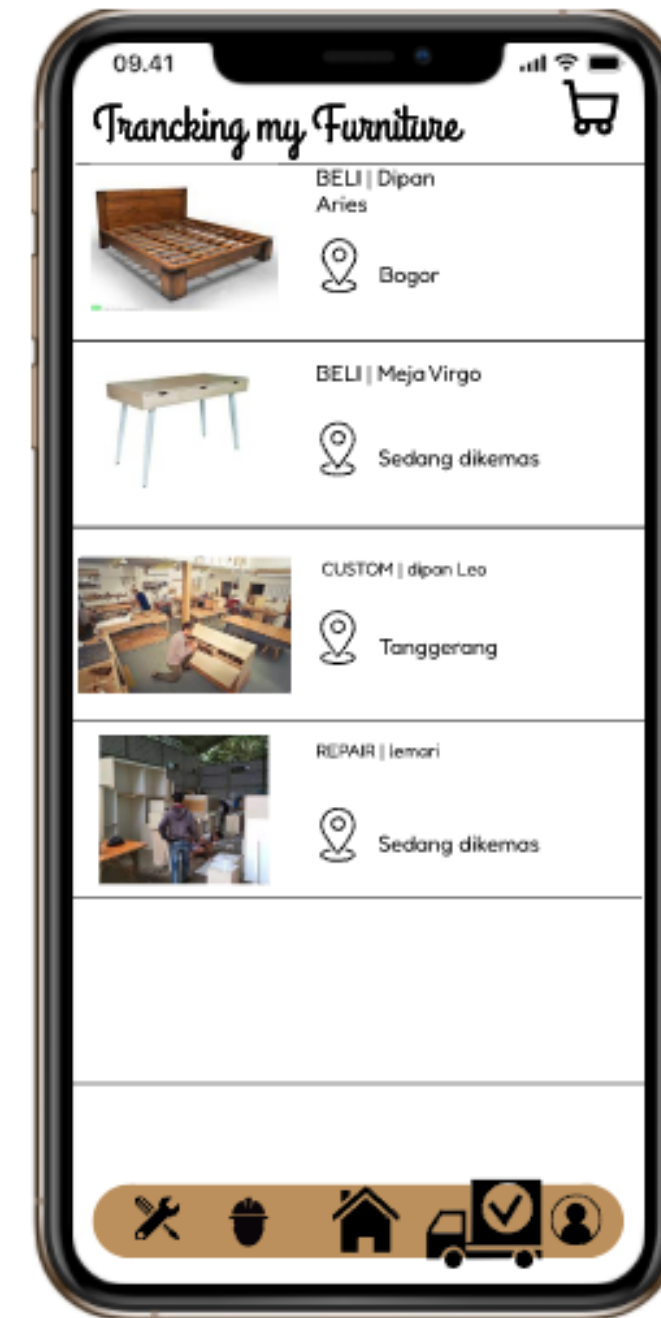 09.41
Trancking my Furniture
BELI | Dipan
Aries
Bogor
BELI | Meja Virgo
Sedang dikemas
CUSTOM | dipan Leo
Tanggerang
REPAIR | lemari
Sedang dikemas